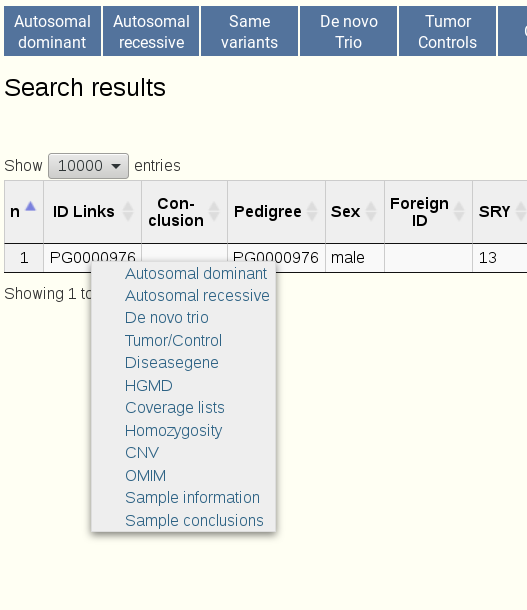 Autosomal dominant
Autosomal recessive
Same variants
De novo Trio
Tumor Controls
Search results
Show 10000 entries
n ID Links Con-clusion Pedigree Sex Foreign ID SRY
1 PG0000976 PG0000976 male 13
Showing 1 to
Autosomal dominant
Autosomal recessive
De novo trio
Tumor/Control
Diseasegene
HGMD
Coverage lists
Homozygosity
CNV
OMIM
Sample information
Sample conclusions